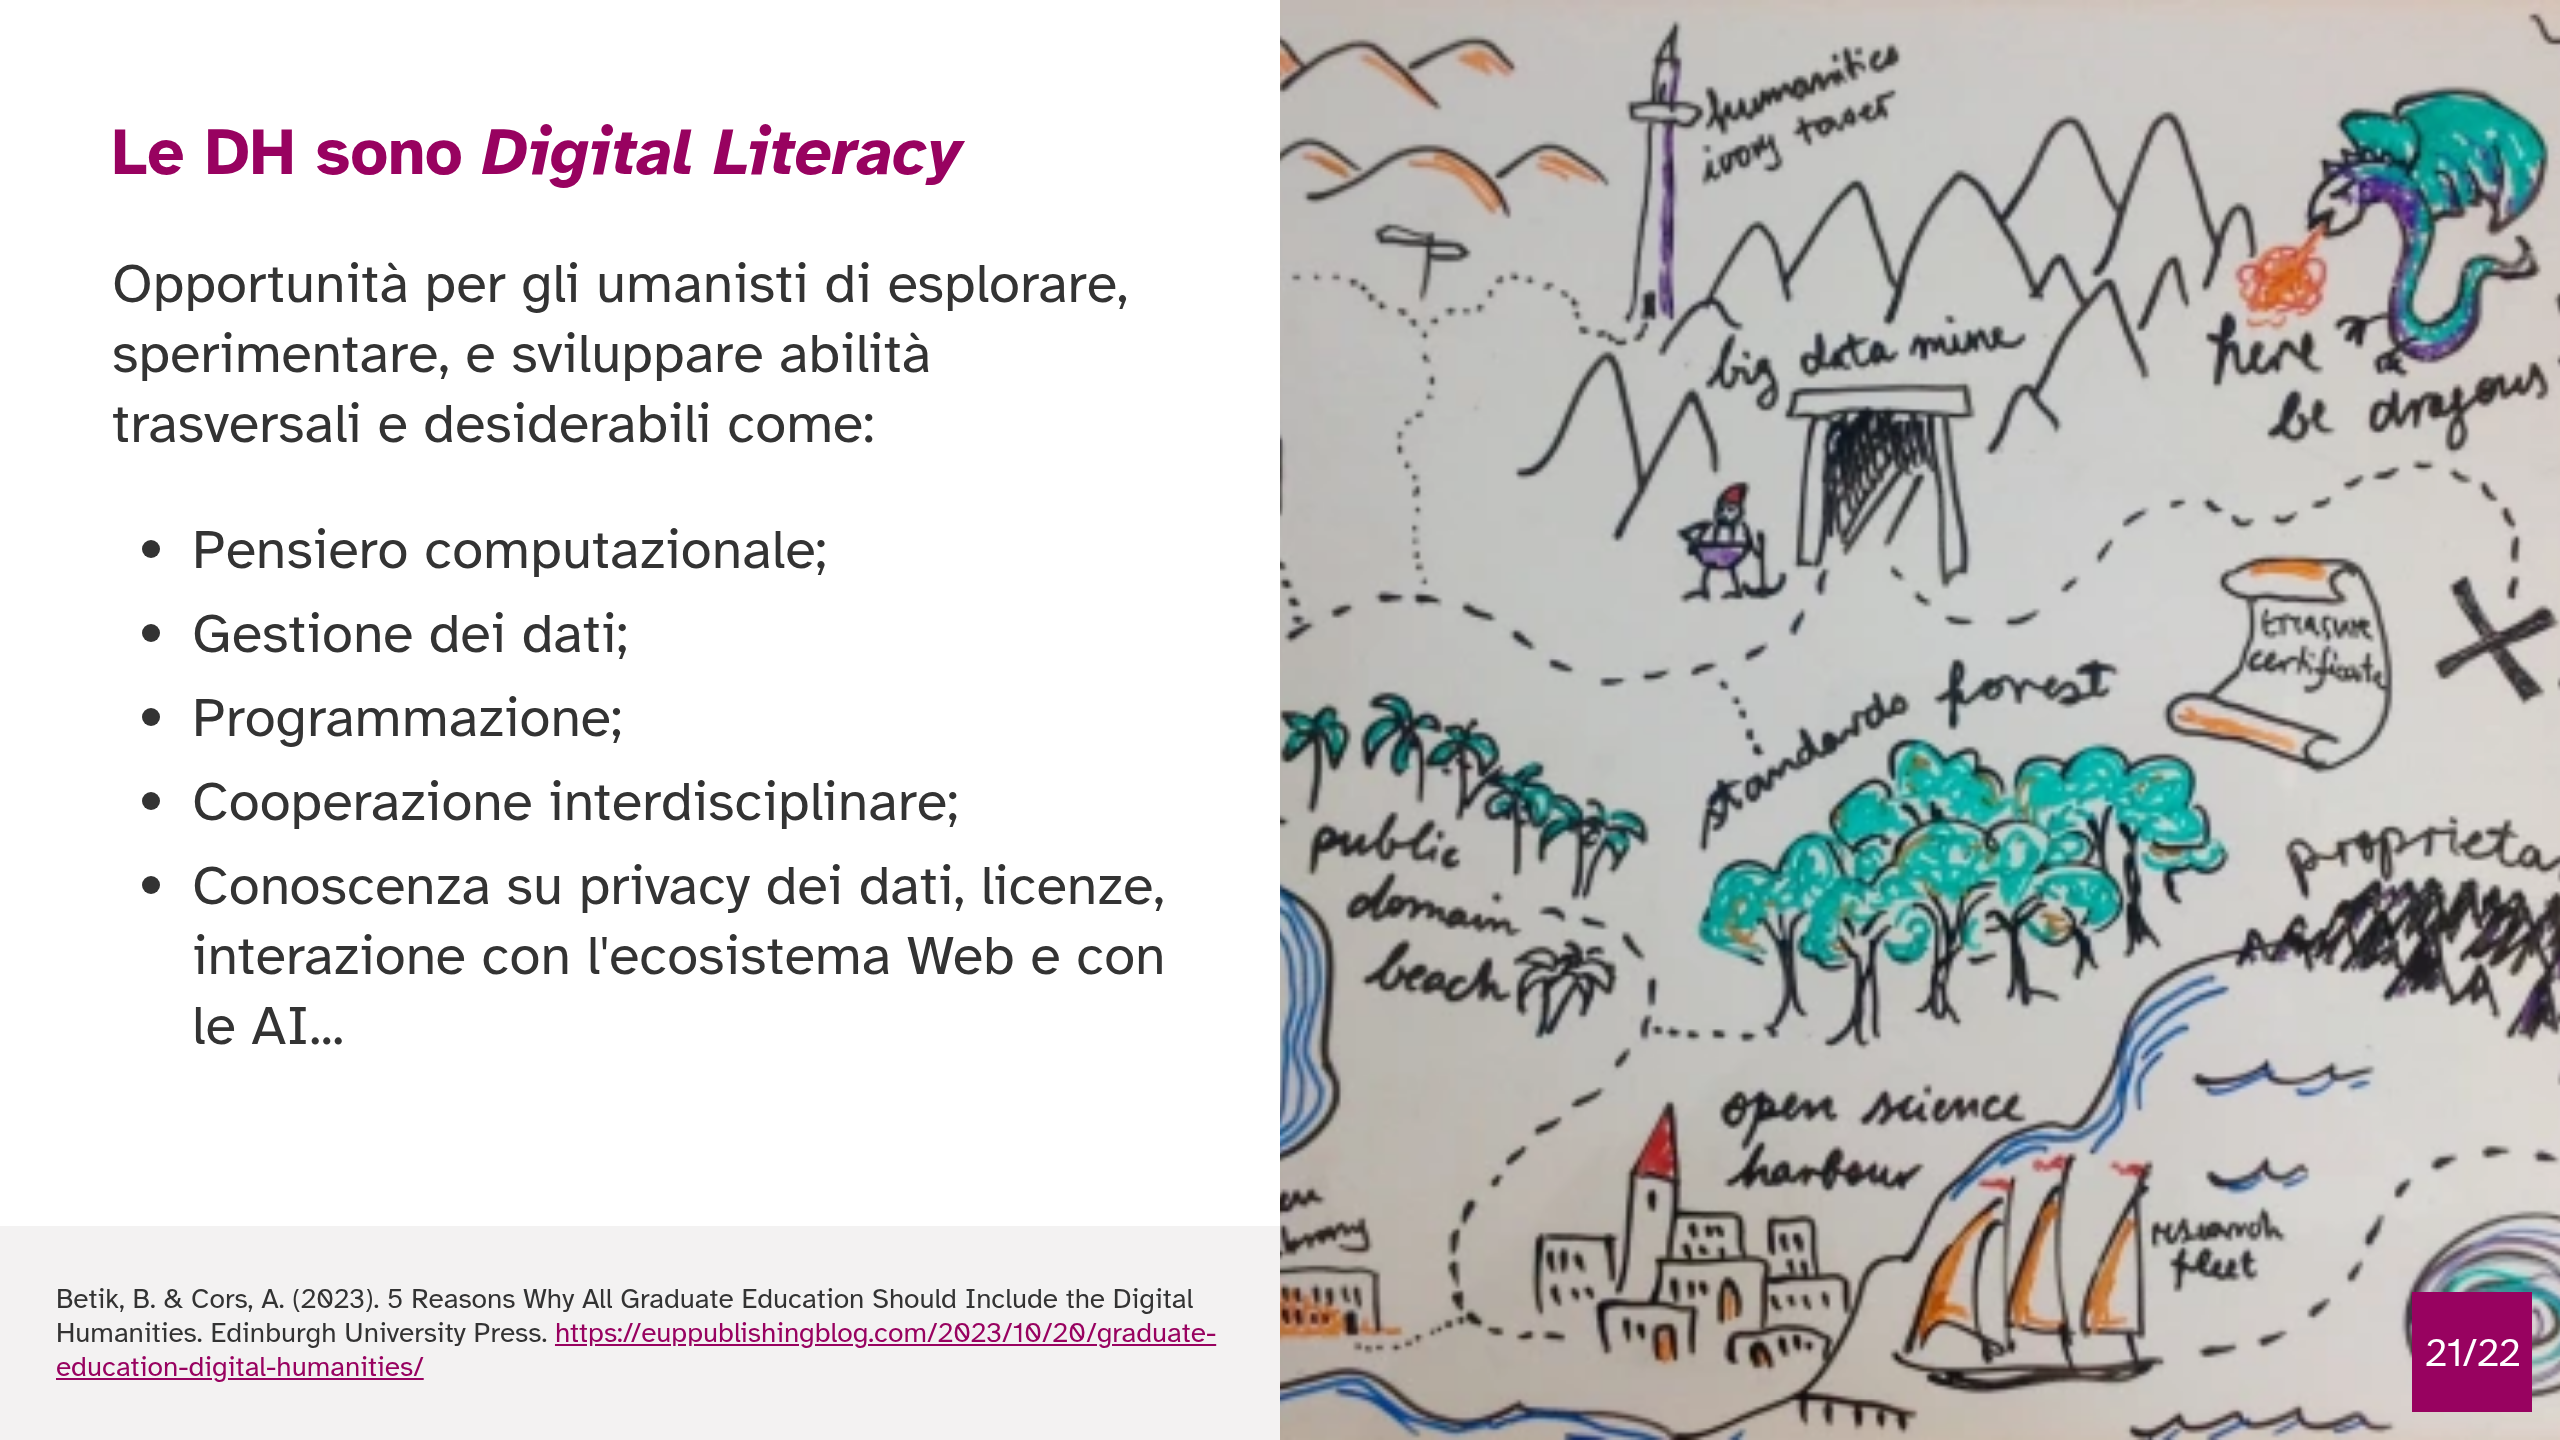 Le DH sono Digital Literacy
Opportunità per gli umanisti di esplorare,
sperimentare, e sviluppare abilità
trasversali e desiderabili come:
• Pensiero computazionale;
• Gestione dei dati;
• Programmazione;
• Cooperazione interdisciplinare;
• Conoscenza su privacy dei dati, licenze,
interazione con l'ecosistema Web e con
le AI...
Betik, B. & Cors, A. (2023). 5 Reasons Why All Graduate Education Should Include the Digital
Humanities. Edinburgh University Press. https://euppublishingblog.com/2023/10/20/graduate-
education-digital-humanities/
humanities
ivory tower
big data mine
here
be dragons
treasure
certificate
standards forest
public
domain
beach
proprieta
open science
harbour
research
fleet
21/22